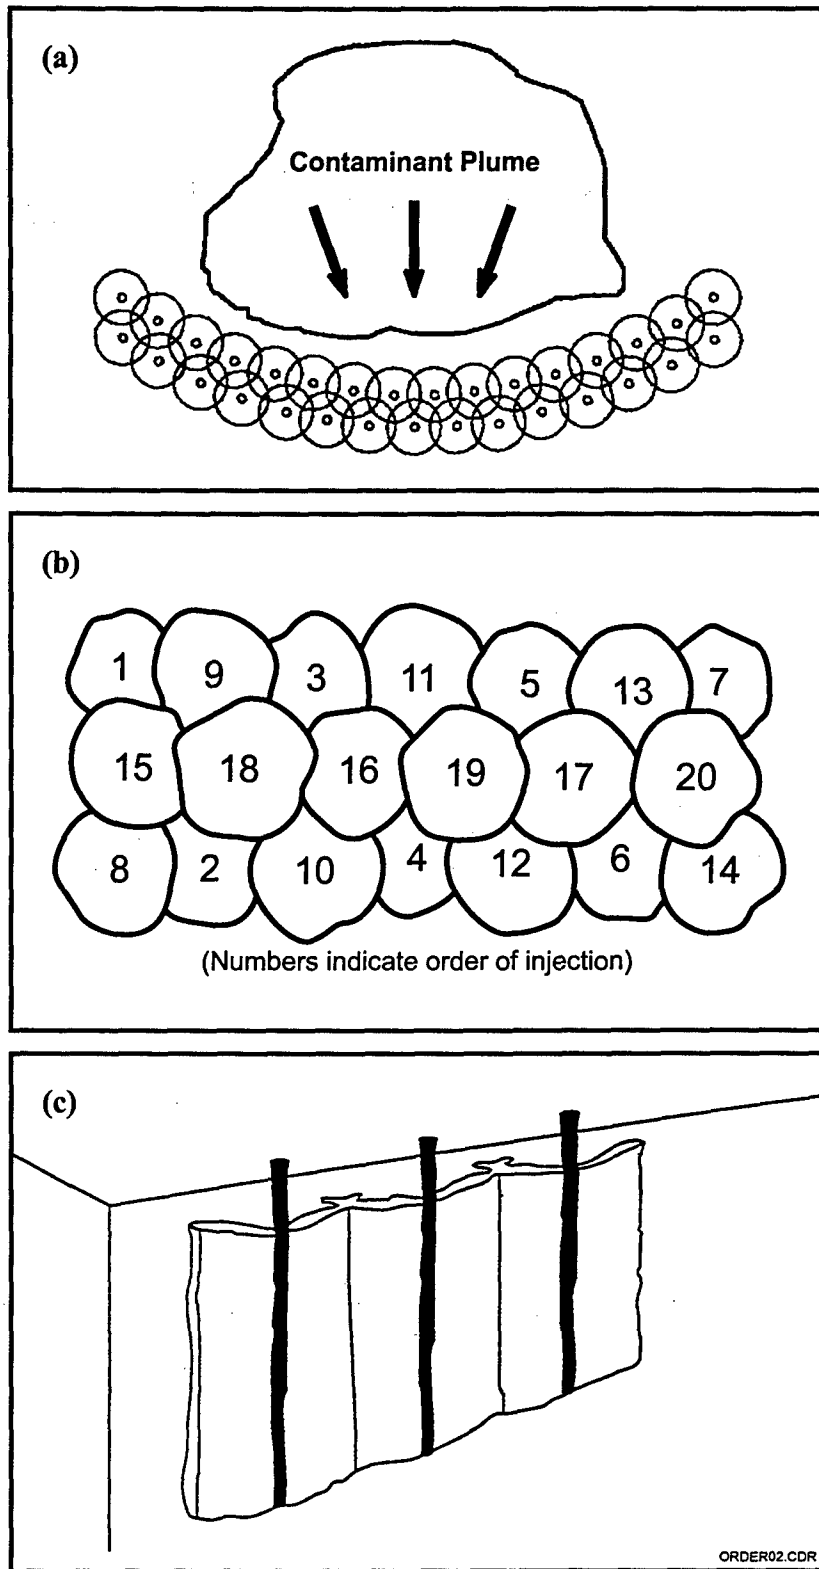 (a)
Contaminant Plume
(b)
1 9 3 11 5 13 7
15 18 16 19 17 20
8 2 10 4 12 6 14
(Numbers indicate order of injection)
(c)
ORDER02.CDR